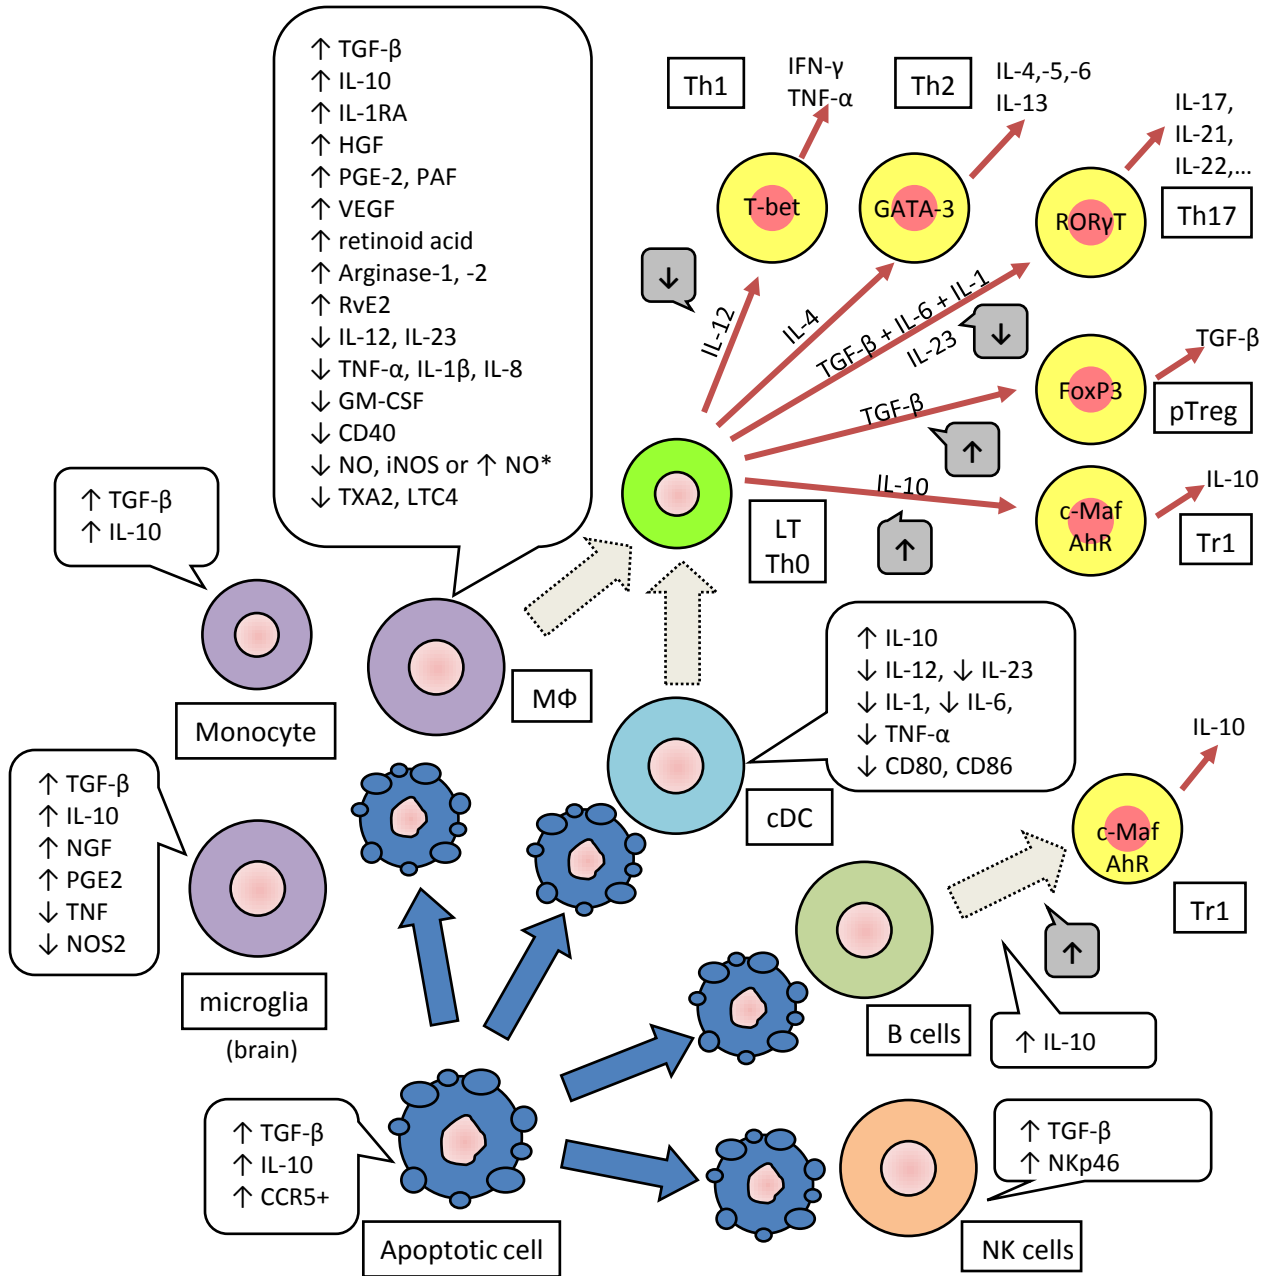 ↑ TGF-β
↑ IL-10
↑ IL-1RA
↑ HGF
↑ PGE-2, PAF
↑ VEGF
↑ retinoid acid
↑ Arginase-1, -2
↑ RvE2
↓ IL-12, IL-23
↓ TNF-α, IL-1β, IL-8
↓ GM-CSF
↓ CD40
↓ NO, iNOS or ↑ NO*
↓ TXA2, LTC4
Th1
IFN-γ
TNF-α
Th2
IL-4,-5,-6
IL-13
IL-17,
IL-21,
IL-22,...
Th17
T-bet
GATA-3
RORγT
↓
IL-12
IL-4
TGF-β + IL-6 + IL-1
IL-23
↓
TGF-β
FoxP3
pTreg
TGF-β
↑
IL-10
↑
c-Maf
AhR
IL-10
Tr1
LT
Th0
↑ TGF-β
↑ IL-10
Monocyte
MΦ
↑ IL-10
↓ IL-12, ↓ IL-23
↓ IL-1, ↓ IL-6,
↓ TNF-α
↓ CD80, CD86
cDC
↑ TGF-β
↑ IL-10
↑ NGF
↑ PGE2
↓ TNF
↓ NOS2
microglia
(brain)
IL-10
c-Maf
AhR
Tr1
↑
B cells
↑ IL-10
↑ TGF-β
↑ IL-10
↑ CCR5+
Apoptotic cell
↑ TGF-β
↑ NKp46
NK cells